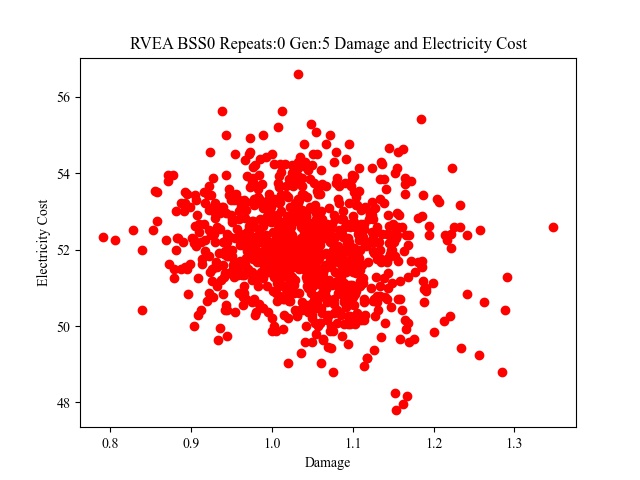 RVEA BSS0 Repeats:0 Gen:5 Damage and Electricity Cost
56
54
52
50
48
Electricity Cost
0.8 0.9 1.0 1.1 1.2 1.3
Damage